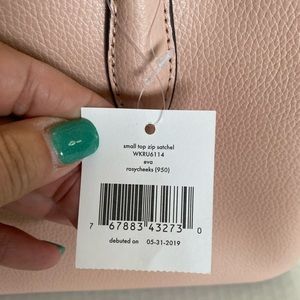 small top zip satchel
WKRU6114
eva
rosycheeks (950)
7 67883 43273 0
debuted on 05-31-2019